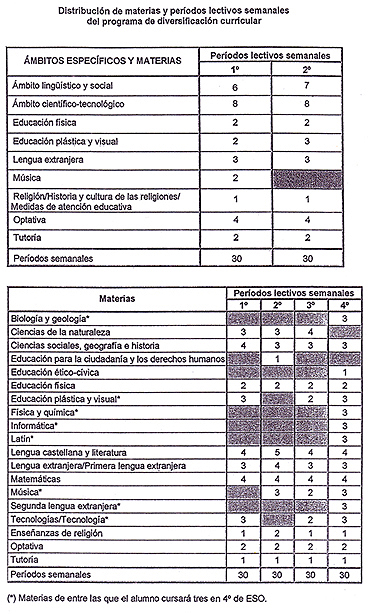 Distribución de materias y períodos lectivos semanales
del programa de diversificación curricular
ÁMBITOS ESPECÍFICOS Y MATERIAS Períodos lectivos semanales
1º 2º
Ámbito lingüístico y social 6 7
Ámbito científico-tecnológico 8 8
Educación física 2 2
Educación plástica y visual 2 3
Lengua extranjera 3 3
Música 2
Religión/Historia y cultura de las religiones/
Medidas de atención educativa 1 1
Optativa 4 4
Tutoría 2 2
Períodos semanales 30 30
Materias Períodos lectivos semanales
1º 2º 3º 4º
Biología y geología* 3
Ciencias de la naturaleza 3 3 4
Ciencias sociales, geografía e historia 4 3 3 3
Educación para la ciudadanía y los derechos humanos 1
Educación ético-cívica 1
Educación física 2 2 2 2
Educación plástica y visual* 3 2 3
Física y química* 3
Informática* 3
Latín* 3
Lengua castellana y literatura 4 5 4 4
Lengua extranjera/Primera lengua extranjera 3 4 3 3
Matemáticas 4 4 4 4
Música* 3 2 3
Segunda lengua extranjera* 3
Tecnologías/Tecnología* 3 2 3
Enseñanzas de religión 1 2 1 1
Optativa 2 2 2 2
Tutoría 1 1 1 1
Períodos semanales 30 30 30 30
(*) Materias de entre las que el alumno cursará tres en 4º de ESO.